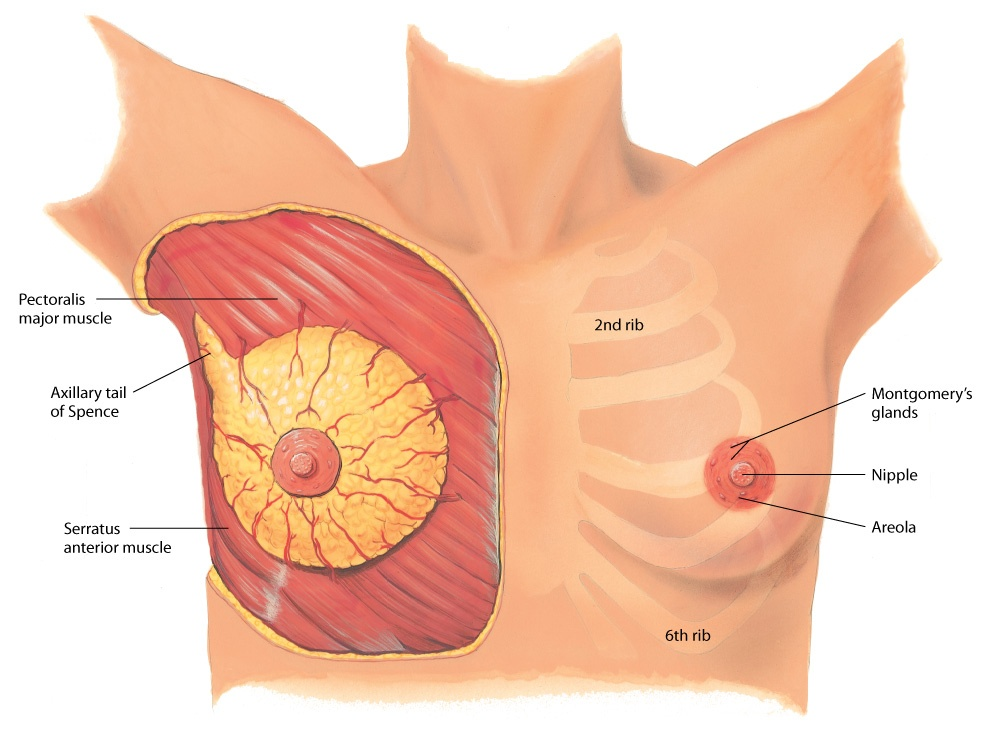 Pectoralis
major muscle
Axillary tail
of Spence
Serratus
anterior muscle
2nd rib
6th rib
Montgomery's
glands
Nipple
Areola